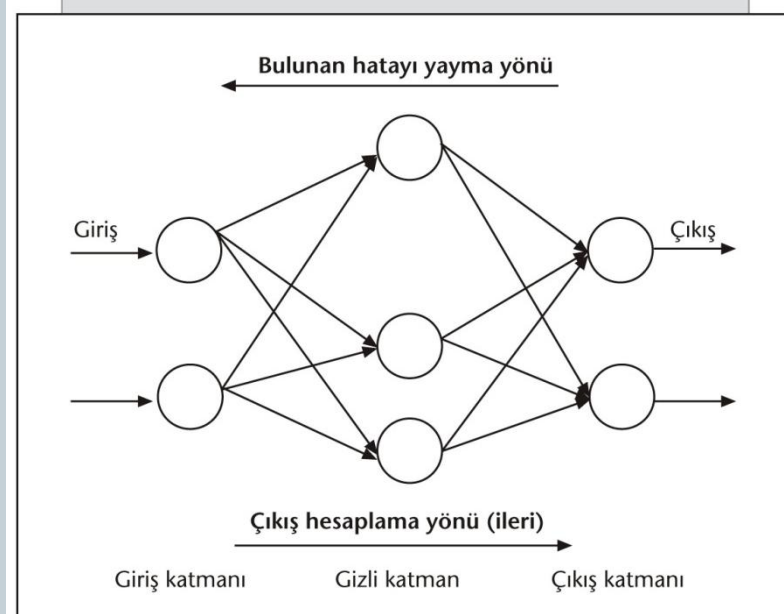 Bulunan hatayı yayma yönü
Giriş
Çıkış
Çıkış hesaplama yönü (ileri)
Giriş katmanı
Gizli katman
Çıkış katmanı